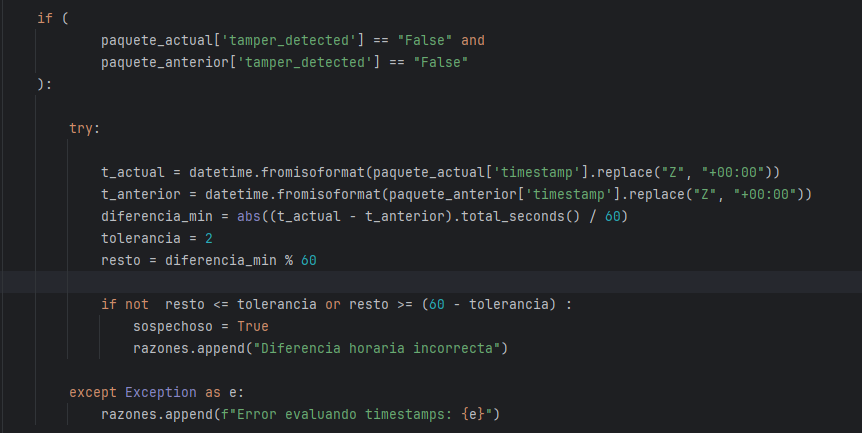 if (
paquete_actual['tamper_detected'] == "False" and
paquete_anterior['tamper_detected'] == "False"
):
try:
t_actual = datetime.fromisoformat(paquete_actual['timestamp'].replace("Z", "+00:00"))
t_anterior = datetime.fromisoformat(paquete_anterior['timestamp'].replace("Z", "+00:00"))
diferencia_min = abs((t_actual - t_anterior).total_seconds() / 60)
tolerancia = 2
resto = diferencia_min % 60
if not  resto <= tolerancia or resto >= (60 - tolerancia) :
sospechoso = True
razones.append("Diferencia horaria incorrecta")
except Exception as e:
razones.append(f"Error evaluando timestamps: {e}")